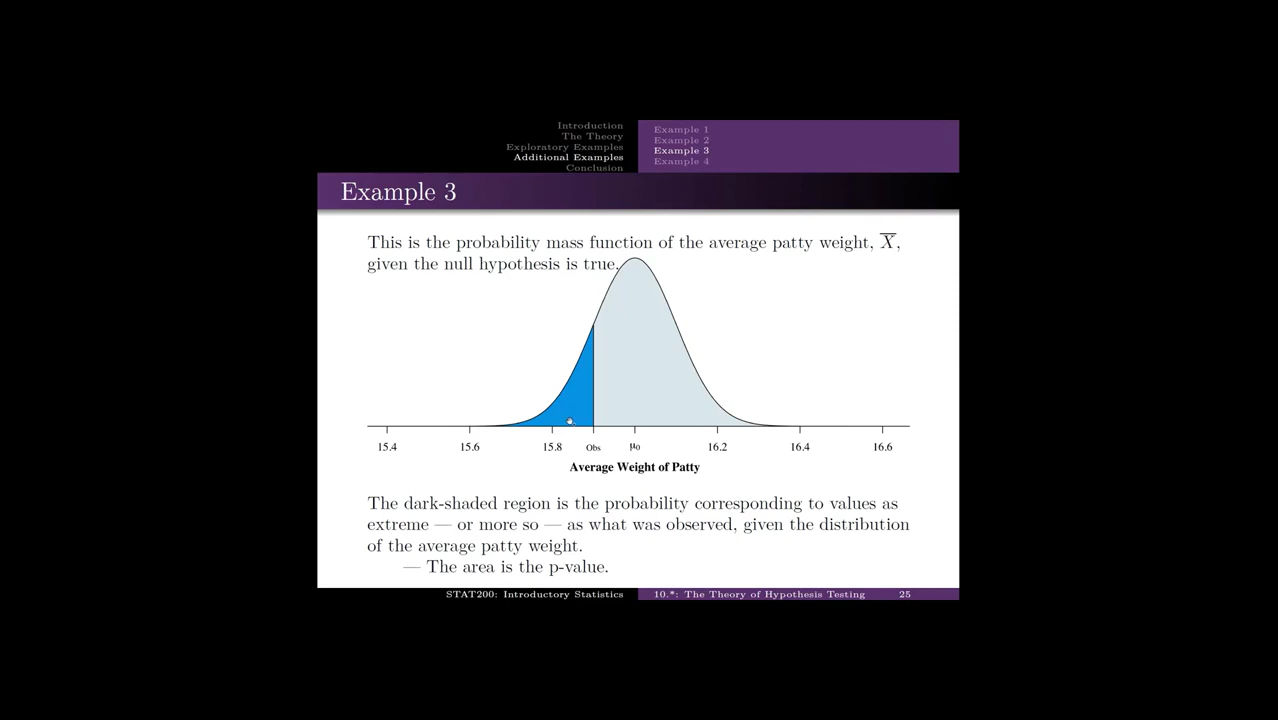 Introduction
The Theory
Exploratory Examples
Additional Examples
Conclusion
Example 1
Example 2
Example 3
Example 4
Example 3
This is the probability mass function of the average patty weight, X̅,
given the null hypothesis is true.
15.4 15.6 15.8 Obs μ₀ 16.2 16.4 16.6
Average Weight of Patty
The dark-shaded region is the probability corresponding to values as
extreme — or more so — as what was observed, given the distribution
of the average patty weight.
— The area is the p-value.
STAT200: Introductory Statistics 10.*: The Theory of Hypothesis Testing 25